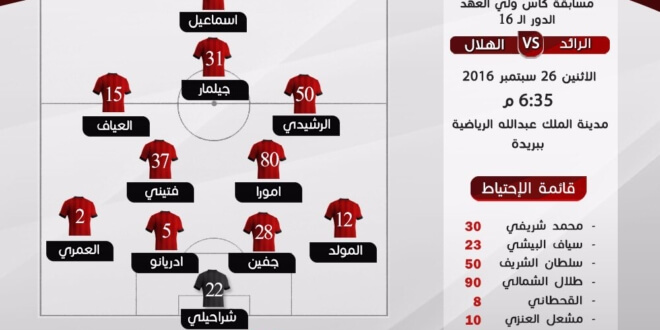 مسابقة كأس ولي العهد
الدور الـ 16
الرائد VS الهلال
الاثنين 26 سبتمبر 2016
6:35 م
مدينة الملك عبدالله الرياضية
ببريدة
قائمة الإحتياط
- محمد شريفي 30
- سياف البيشي 23
- سلطان الشريف 50
- طلال الشمالي 90
- القحطاني 8
- مشعل العنزي 10
اسماعيل
31
جيلمار
15
العياف
50
الرشيدي
37
فتيني
80
امورا
2
العمري
5
ادريانو
28
جفين
12
المولد
22
شراحيلي